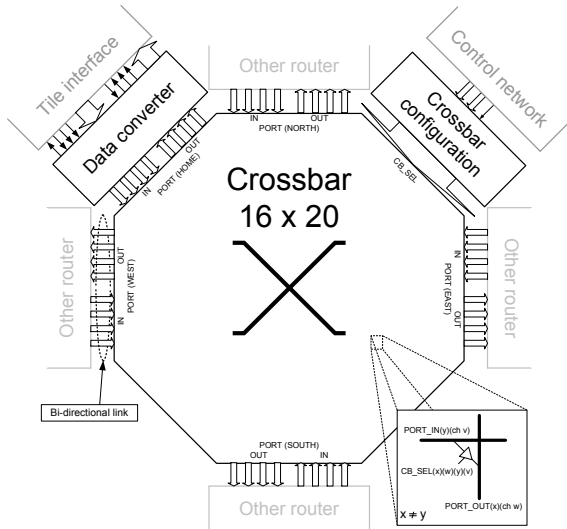 Tile interface
Data converter
Other router
Control network
Crossbar
configuration
IN
OUT
PORT (NORTH)
OUT
IN
PORT (HOME)
CB_SEL
Crossbar
16 x 20
Other router
OUT
IN
PORT (WEST)
IN
OUT
PORT (EAST)
Other router
Bi-directional link
PORT (SOUTH)
OUT
IN
Other router
PORT_IN(y)(ch v)
CB_SEL(x)(w)(y)(v)
PORT_OUT(x)(ch w)
x ≠ y